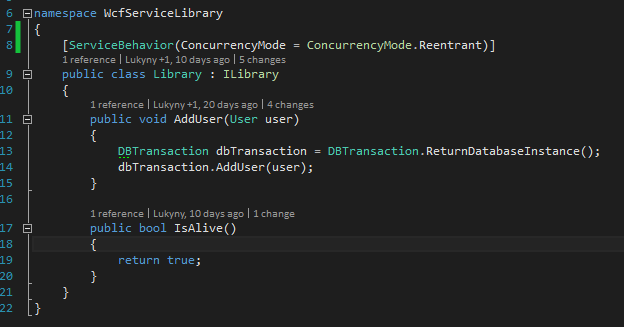 6 namespace WcfServiceLibrary
7 {
8 [ServiceBehavior(ConcurrencyMode = ConcurrencyMode.Reentrant)]
1 reference | Lukyny +1, 10 days ago | 5 changes
9 public class Library : ILibrary
10 {
1 reference | Lukyny +1, 20 days ago | 4 changes
11 public void AddUser(User user)
12 {
13 DBTransaction dbTransaction = DBTransaction.ReturnDatabaseInstance();
14 dbTransaction.AddUser(user);
15 }
16
1 reference | Lukyny, 10 days ago | 1 change
17 public bool IsAlive()
18 {
19 return true;
20 }
21 }
22 }